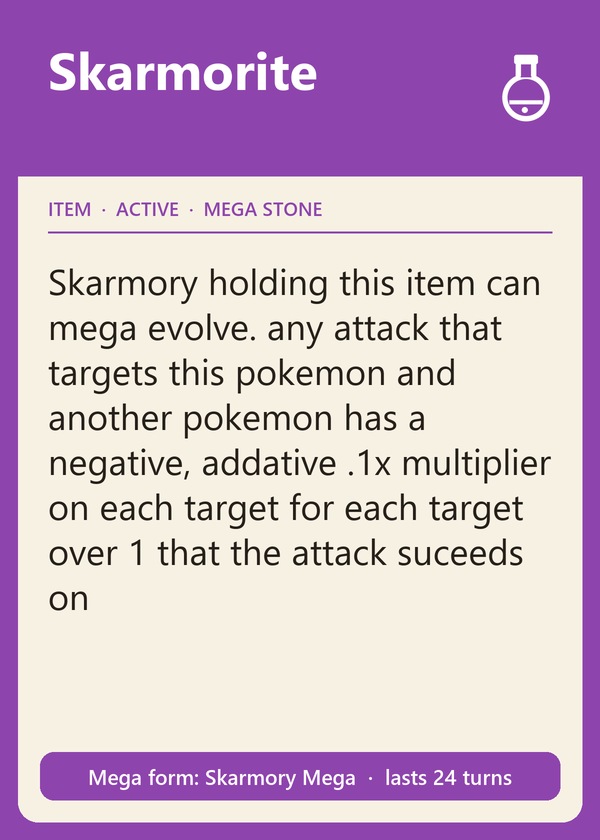 Skarmorite
ITEM · ACTIVE · MEGA STONE
Skarmory holding this item can
mega evolve. any attack that
targets this pokemon and
another pokemon has a
negative, addative .1x multiplier
on each target for each target
over 1 that the attack suceeds
on
Mega form: Skarmory Mega · lasts 24 turns